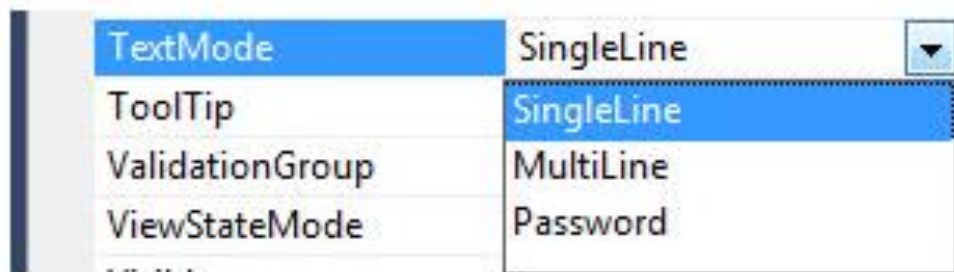 TextMode SingleLine
ToolTip SingleLine
ValidationGroup MultiLine
ViewStateMode Password